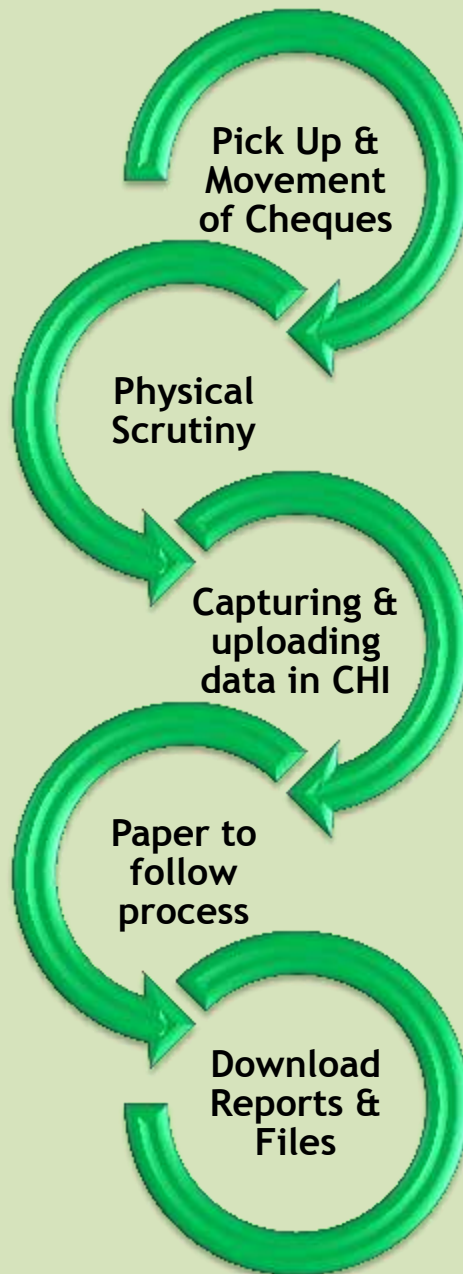 Pick Up &
Movement
of Cheques
Physical
Scrutiny
Capturing &
uploading
data in CHI
Paper to
follow
process
Download
Reports &
Files